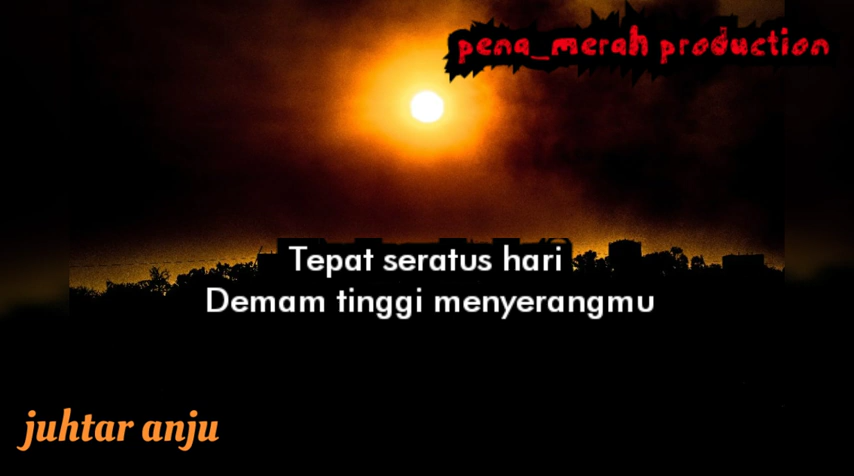 pena_merah production
Tepat seratus hari
Demam tinggi menyerangmu
juhtar anju